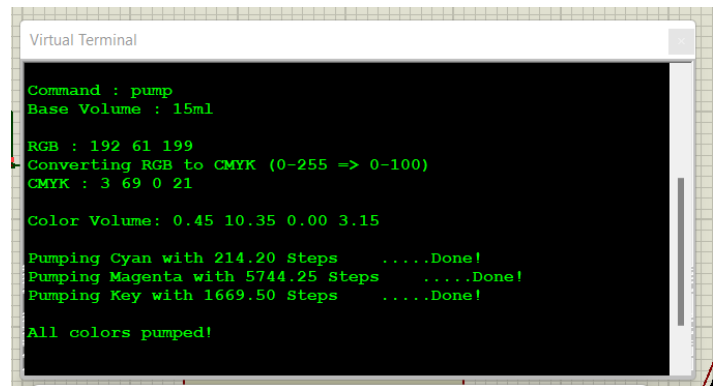 Virtual Terminal
Command : pump
Base Volume : 15ml
RGB : 192 61 199
Converting RGB to CMYK (0-255 => 0-100)
CMYK : 3 69 0 21
Color Volume: 0.45 10.35 0.00 3.15
Pumping Cyan with 214.20 Steps     .....Done!
Pumping Magenta with 5744.25 Steps     .....Done!
Pumping Key with 1669.50 Steps     .....Done!
All colors pumped!